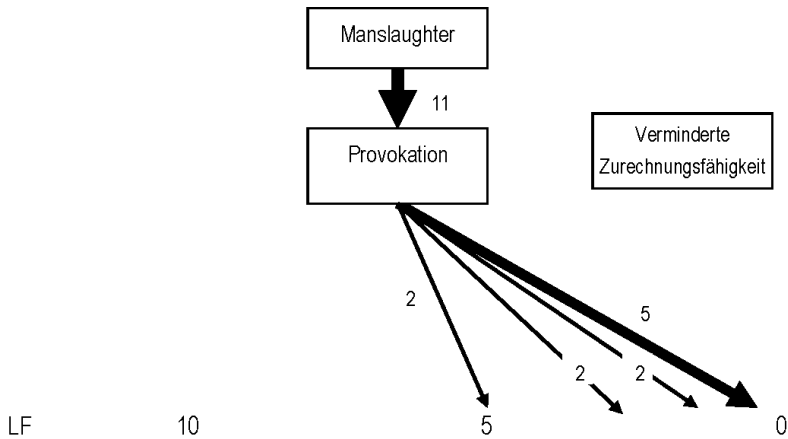 Manslaughter
11
Provokation
Verminderte
Zurechnungsfähigkeit
2
5
2
2
LF 10 5 0